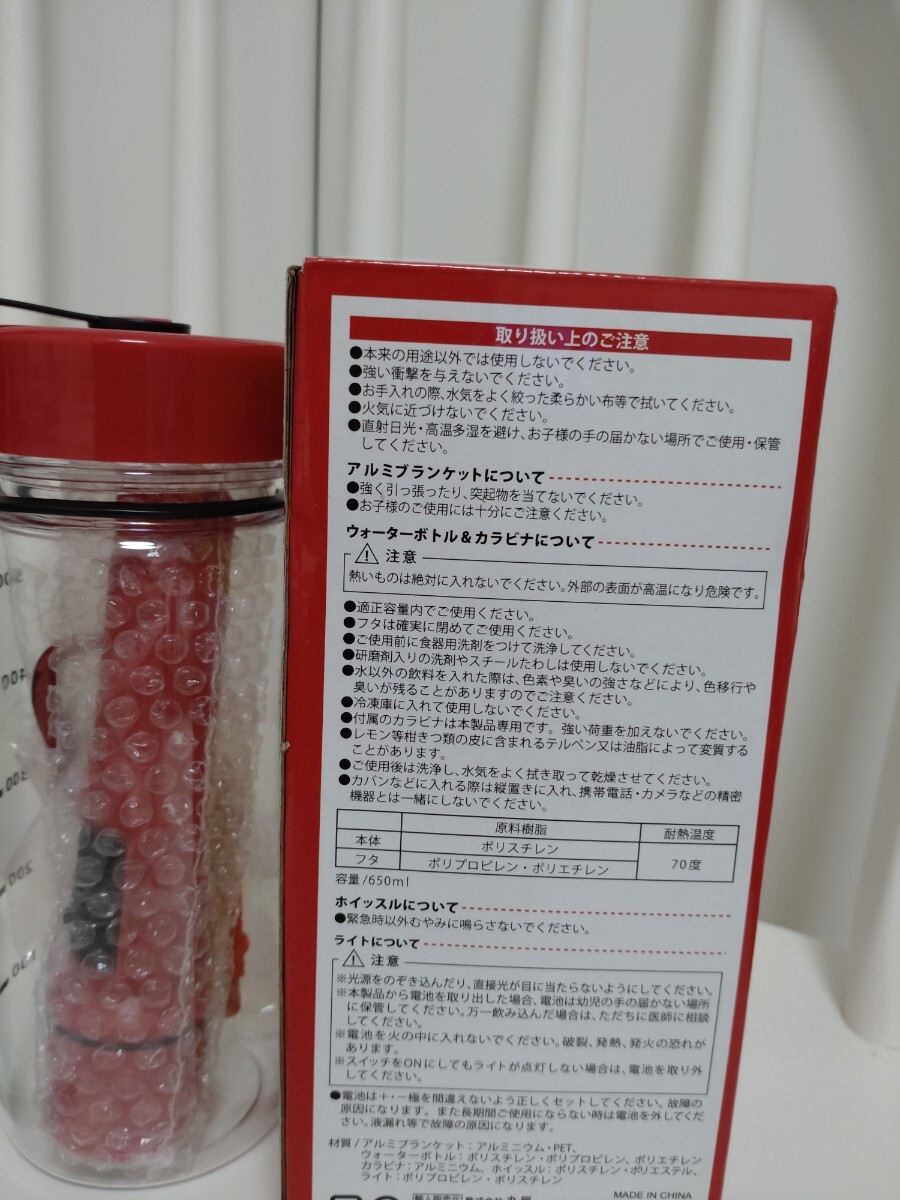 取り扱い上のご注意
●本来の用途以外では使用しないでください。
●強い衝撃を与えないでください。
●お手入れの際、水気をよく絞った柔らかい布等で拭いてください。
●火気に近づけないでください。
●直射日光・高温多湿を避け、お子様の手の届かない場所でご使用・保管
してください。
アルミブランケットについて
●強く引っ張ったり、突起物を当てないでください。
●お子様のご使用には十分にご注意ください。
ウォーターボトル&カラビナについて
注意
熱いものは絶対に入れないでください。外部の表面が高温になり危険です。
●適正容量内でご使用ください。
●フタは確実に閉めてご使用ください。
●ご使用前に食器用洗剤をつけて洗浄してください。
●研磨剤入りの洗剤やスチールたわしは使用しないでください。
●水以外の飲料を入れた際は、色素や臭いの強さなどにより、色移行や
臭いが残ることがありますのでご注意ください。
●冷凍庫に入れて使用しないでください。
●付属のカラビナは本製品専用です。強い荷重を加えないでください。
●レモン等柑きつ類の皮に含まれるテルペン又は油脂によって変質する
ことがあります。
●ご使用後は洗浄し、水気をよく拭き取って乾燥させてください。
●カバンなどに入れる際は縦置きに入れ、携帯電話・カメラなどの精密
機器とは一緒にしないでください。
原料樹脂 耐熱温度
本体 ポリスチレン 70度
フタ ポリプロピレン・ポリエチレン
容量/650ml
ホイッスルについて
●緊急時以外むやみに鳴らさないでください。
ライトについて
注意
※光源をのぞき込んだり、直接光が目に当たらないようにしてください。
※本製品から電池を取り出した場合、電池は幼児の手の届かない場所
に保管してください。万一飲み込んだ場合は、ただちに医師に相談
してください。
※電池を火の中に入れないでください。破裂、発熱、発火の恐れが
あります。
※スイッチをONにしてもライトが点灯しない場合は、電池を取り外
してください。
●電池は+・-極を間違えないよう正しくセットしてください。故障の
原因になります。また長期間ご使用にならない時は電池を外してくだ
さい。液漏れ等で故障の原因になります。
材質/アルミブランケット:アルミニウム・PET、
ウォーターボトル:ポリスチレン・ポリプロピレン、ポリエチレン
カラビナ:アルミニウム、ホイッスル:ポリスチレン・ポリエステル、
ライト:ポリプロピレン・ポリスチレン
MADE IN CHINA
400
300
200